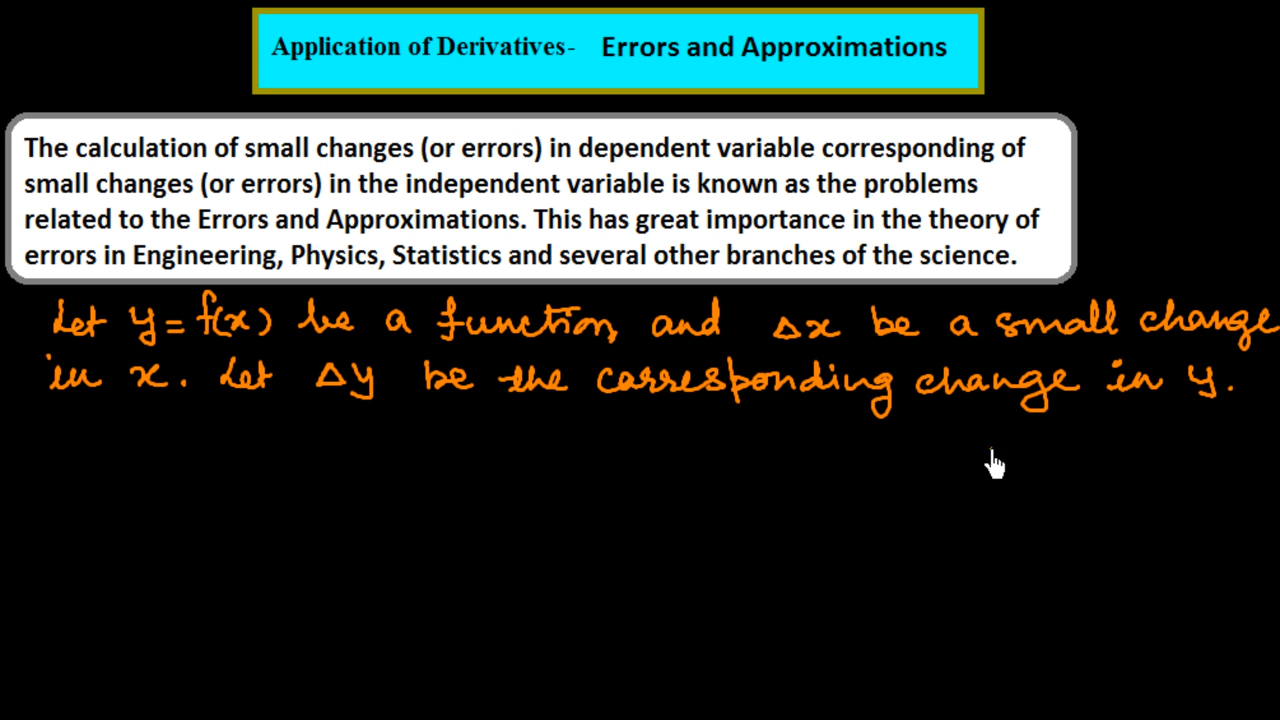 Application of Derivatives- Errors and Approximations
The calculation of small changes (or errors) in dependent variable corresponding of
small changes (or errors) in the independent variable is known as the problems
related to the Errors and Approximations. This has great importance in the theory of
errors in Engineering, Physics, Statistics and several other branches of the science.
Let y = f(x) be a function, and Δx be a small change
in x. Let Δy be the corresponding change in y.